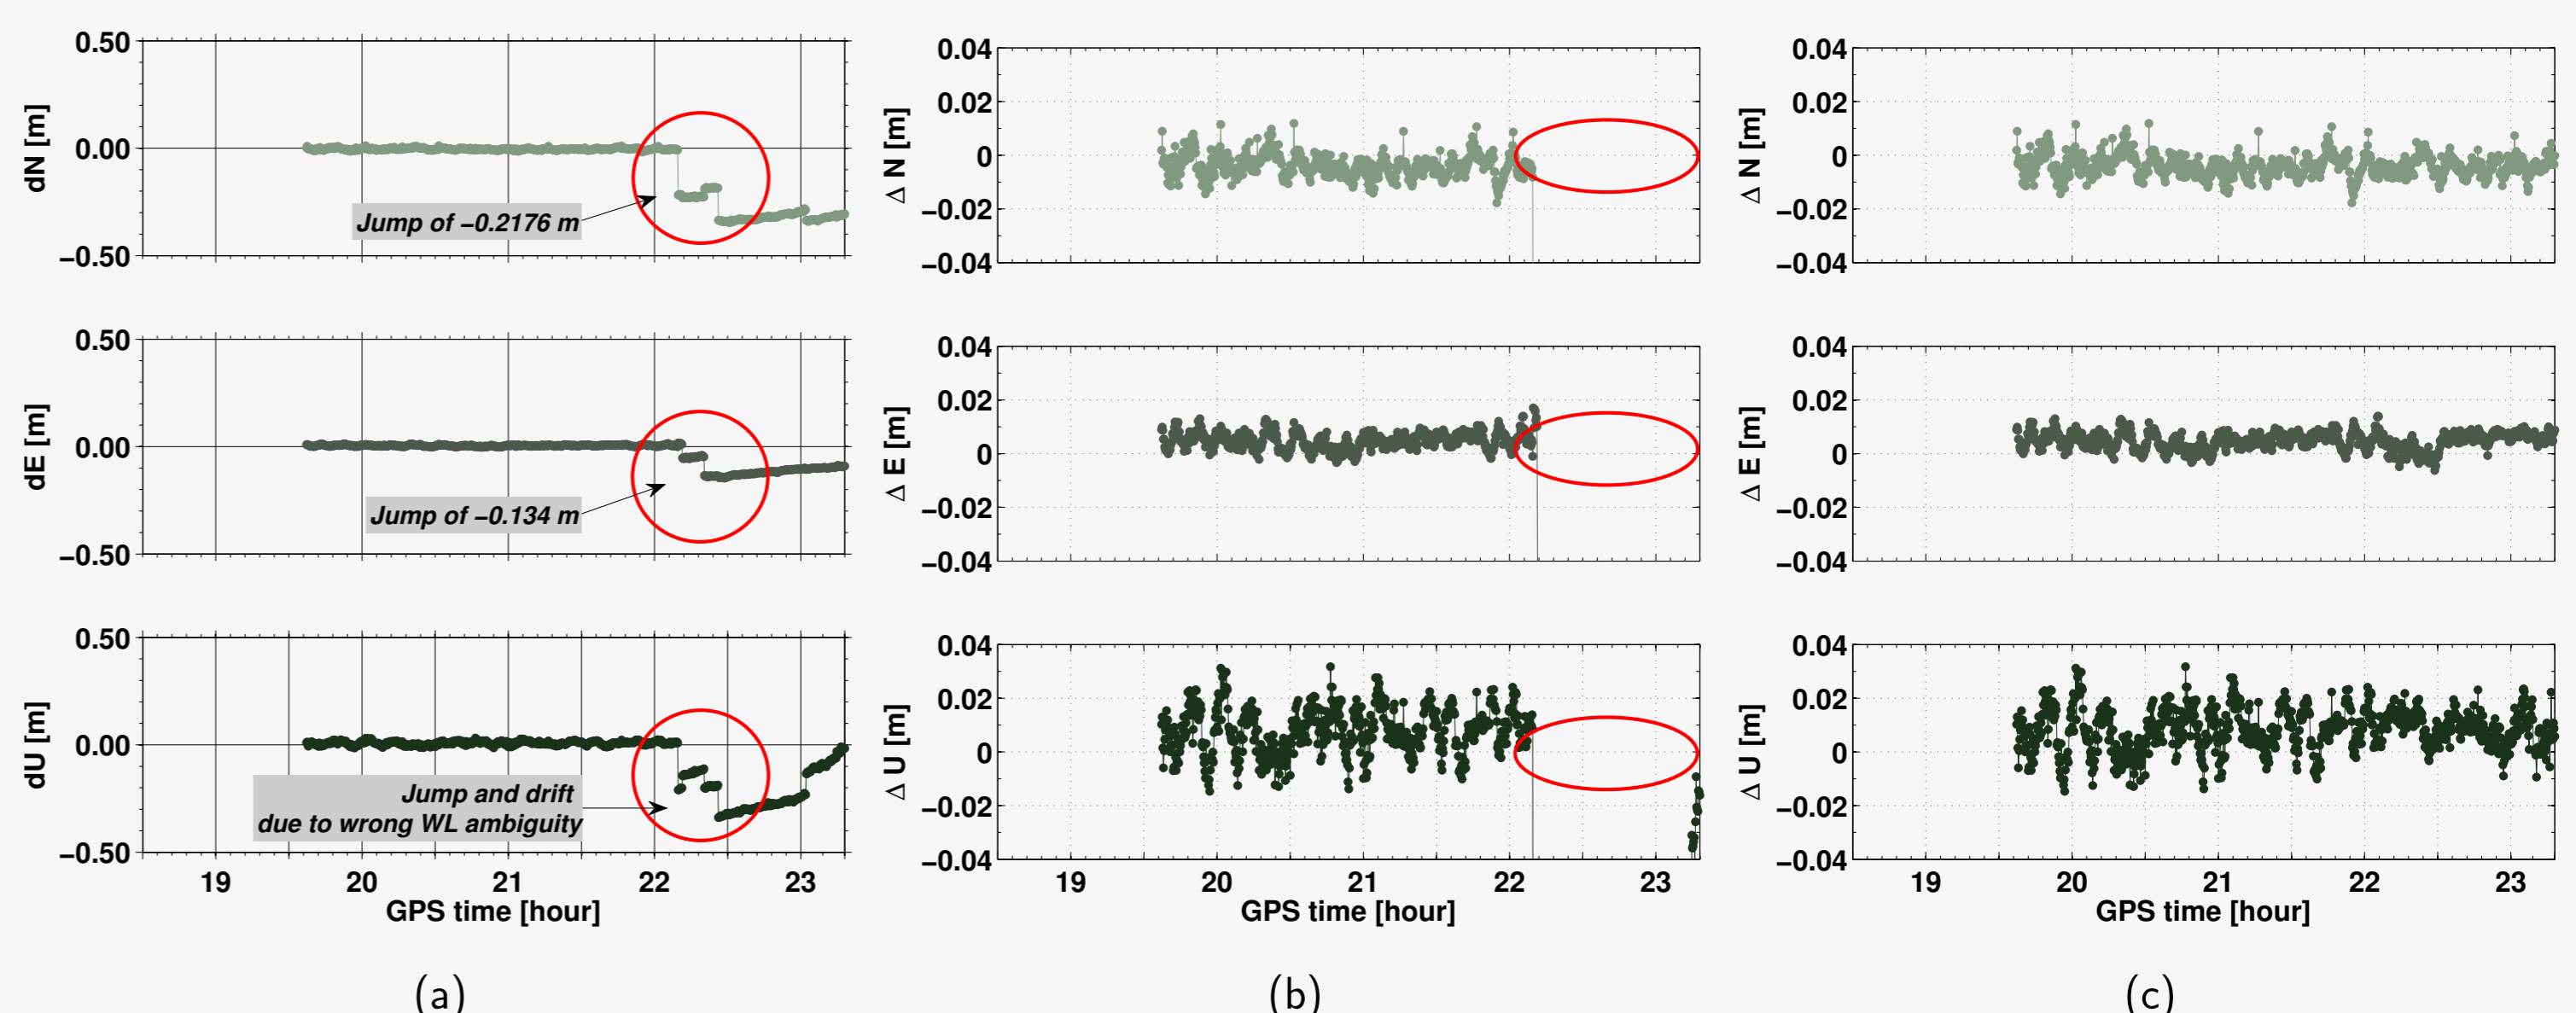 0.50
0.00
−0.50
dN [m]
Jump of −0.2176 m
0.50
0.00
−0.50
dE [m]
Jump of −0.134 m
0.50
0.00
−0.50
dU [m]
Jump and drift
due to wrong WL ambiguity
19 20 21 22 23
GPS time [hour]
(a)
0.04
0.02
0
−0.02
−0.04
Δ N [m]
0.04
0.02
0
−0.02
−0.04
Δ E [m]
0.04
0.02
0
−0.02
−0.04
Δ U [m]
19 20 21 22 23
GPS time [hour]
(b)
0.04
0.02
0
−0.02
−0.04
Δ N [m]
0.04
0.02
0
−0.02
−0.04
Δ E [m]
0.04
0.02
0
−0.02
−0.04
Δ U [m]
19 20 21 22 23
GPS time [hour]
(c)